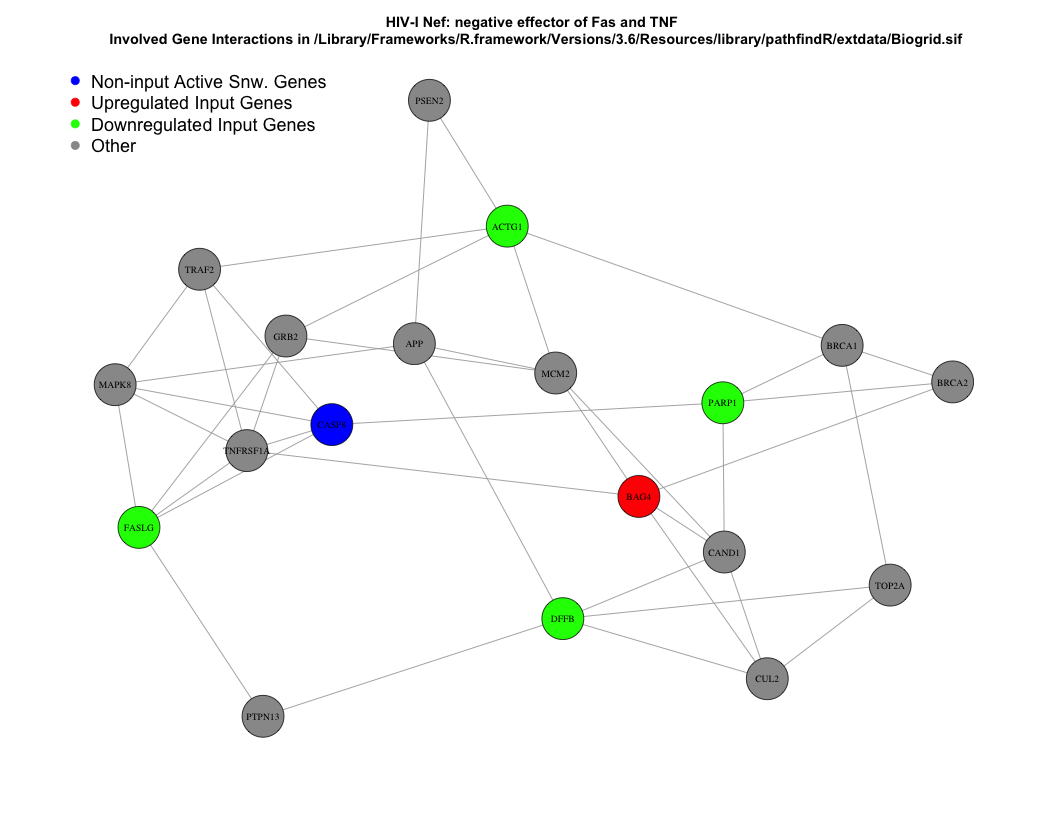 HIV-I Nef: negative effector of Fas and TNF
Involved Gene Interactions in /Library/Frameworks/R.framework/Versions/3.6/Resources/library/pathfindR/extdata/Biogrid.sif
Non-input Active Snw. Genes
Upregulated Input Genes
Downregulated Input Genes
Other
PSEN2
ACTG1
TRAF2
GRB2
APP
BRCA1
MCM2
BRCA2
MAPK8
PARP1
CASP8
TNFRSF1A
BAG4
FASLG
CAND1
TOP2A
DFFB
CUL2
PTPN13